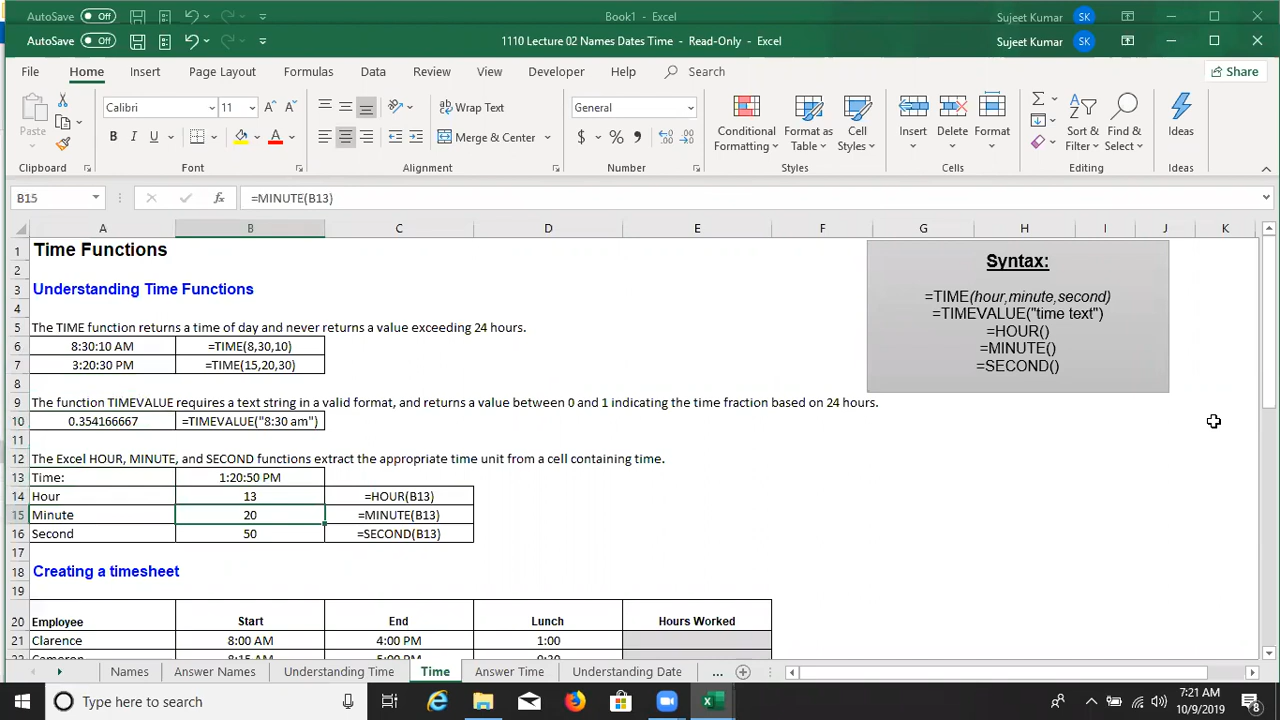 AutoSave Off Book1 - Excel Sujeet Kumar SK
AutoSave Off 1110 Lecture 02 Names Dates Time - Read-Only - Excel Sujeet Kumar SK
File Home Insert Page Layout Formulas Data Review View Developer Help Search Share
Paste Calibri 11 A A Wrap Text General Conditional Formatting Format as Table Cell Styles Insert Delete Format Sort & Filter Find & Select Ideas
B I U A Merge & Center $ % ,
Clipboard Font Alignment Number Styles Cells Editing Ideas
B15 fx =MINUTE(B13)
A B C D E F G H I J K
1 Time Functions
Syntax:
2
3 Understanding Time Functions
=TIME(hour,minute,second)
4
=TIMEVALUE("time text")
5 The TIME function returns a time of day and never returns a value exceeding 24 hours.
=HOUR()
6 8:30:10 AM =TIME(8,30,10)
=MINUTE()
7 3:20:30 PM =TIME(15,20,30)
=SECOND()
8
9 The function TIMEVALUE requires a text string in a valid format, and returns a value between 0 and 1 indicating the time fraction based on 24 hours.
10 0.354166667 =TIMEVALUE("8:30 am")
11
12 The Excel HOUR, MINUTE, and SECOND functions extract the appropriate time unit from a cell containing time.
13 Time: 1:20:50 PM
14 Hour 13 =HOUR(B13)
15 Minute 20 =MINUTE(B13)
16 Second 50 =SECOND(B13)
17
18 Creating a timesheet
19
20 Employee Start End Lunch Hours Worked
21 Clarence 8:00 AM 4:00 PM 1:00
22 Cameron 8:15 AM 5:00 PM 0:30
Names Answer Names Understanding Time Time Answer Time Understanding Date ...
Type here to search 7:21 AM
10/9/2019 8